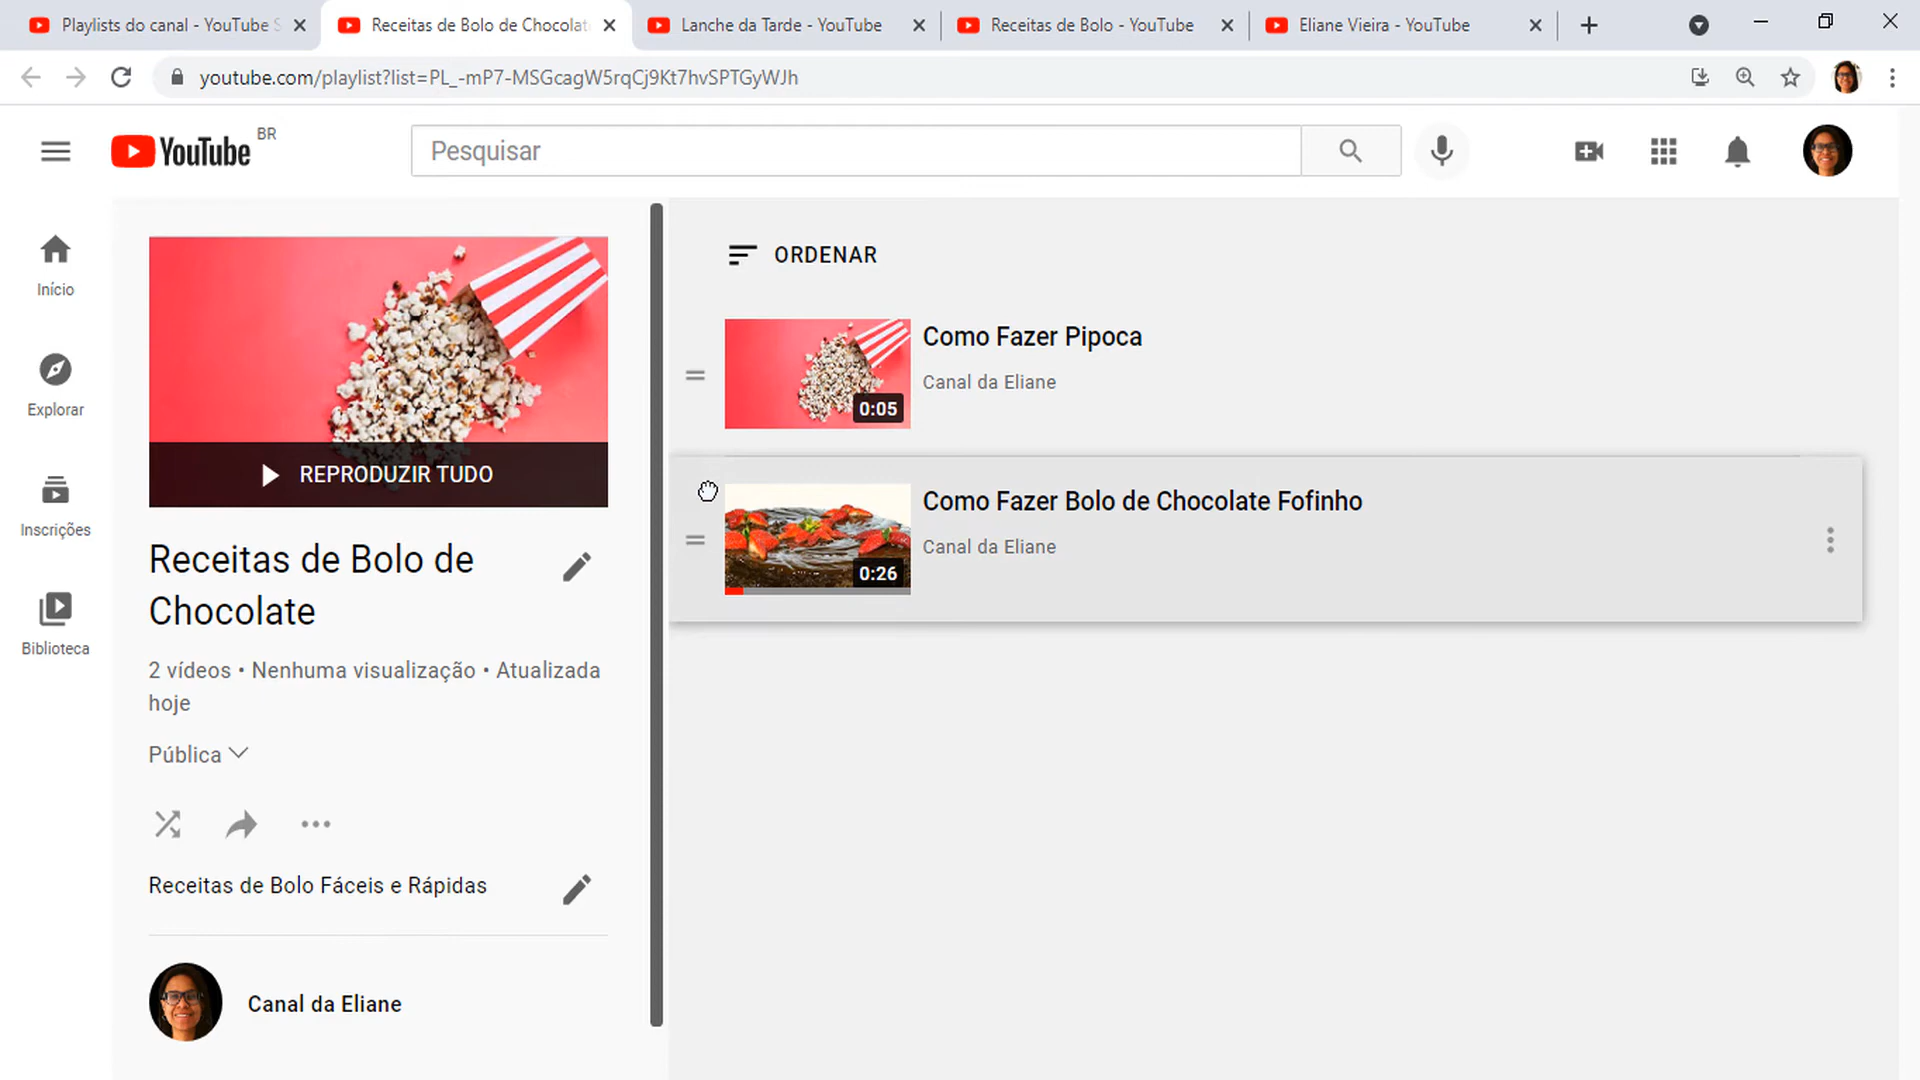 Playlists do canal - YouTube S
Receitas de Bolo de Chocolat
Lanche da Tarde - YouTube
Receitas de Bolo - YouTube
Eliane Vieira - YouTube
youtube.com/playlist?list=PL_-mP7-MSGcagW5rqCj9Kt7hvSPTGyWJh
YouTube BR
Pesquisar
Início
Explorar
Inscrições
Biblioteca
REPRODUZIR TUDO
Receitas de Bolo de
Chocolate
2 vídeos • Nenhuma visualização • Atualizada
hoje
Pública
Receitas de Bolo Fáceis e Rápidas
Canal da Eliane
ORDENAR
Como Fazer Pipoca
Canal da Eliane
0:05
Como Fazer Bolo de Chocolate Fofinho
Canal da Eliane
0:26